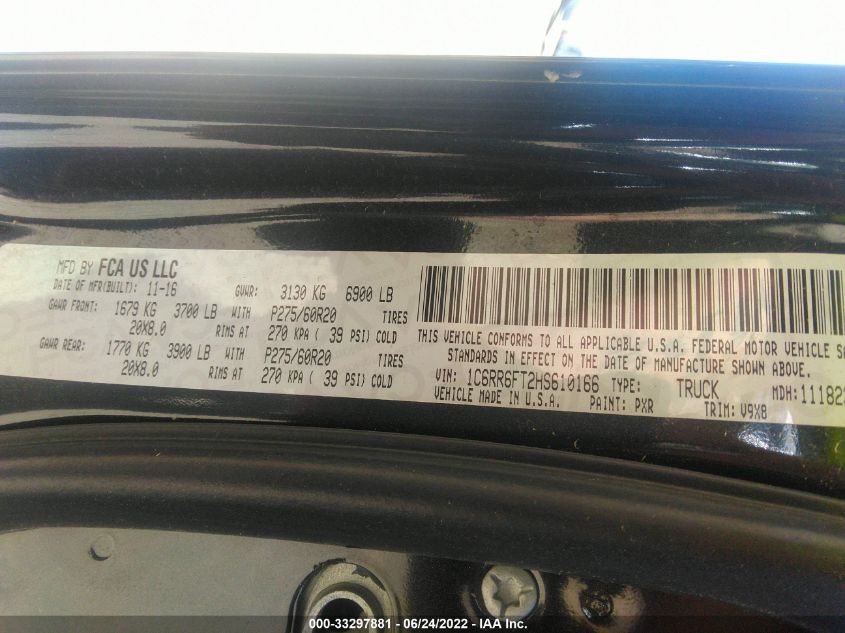 MFD BY FCA US LLC
DATE OF MFR(BUILT): 11-16 GVWR: 3130 KG 6900 LB
GAWR FRONT: 1679 KG 3700 LB WITH P275/60R20 TIRES
20X8.0 RIMS AT 270 KPA ( 39 PSI) COLD
GAWR REAR: 1770 KG 3900 LB WITH P275/60R20 TIRES
20X8.0 RIMS AT 270 KPA ( 39 PSI) COLD
THIS VEHICLE CONFORMS TO ALL APPLICABLE U.S.A. FEDERAL MOTOR VEHICLE
STANDARDS IN EFFECT ON THE DATE OF MANUFACTURE SHOWN ABOVE.
VIN: 1C6RR6FT2HS610166 TYPE: TRUCK MDH:11182
VEHICLE MADE IN U.S.A. PAINT: PXR TRIM: V9X8
000-33297881 - 06/24/2022 - IAA Inc.